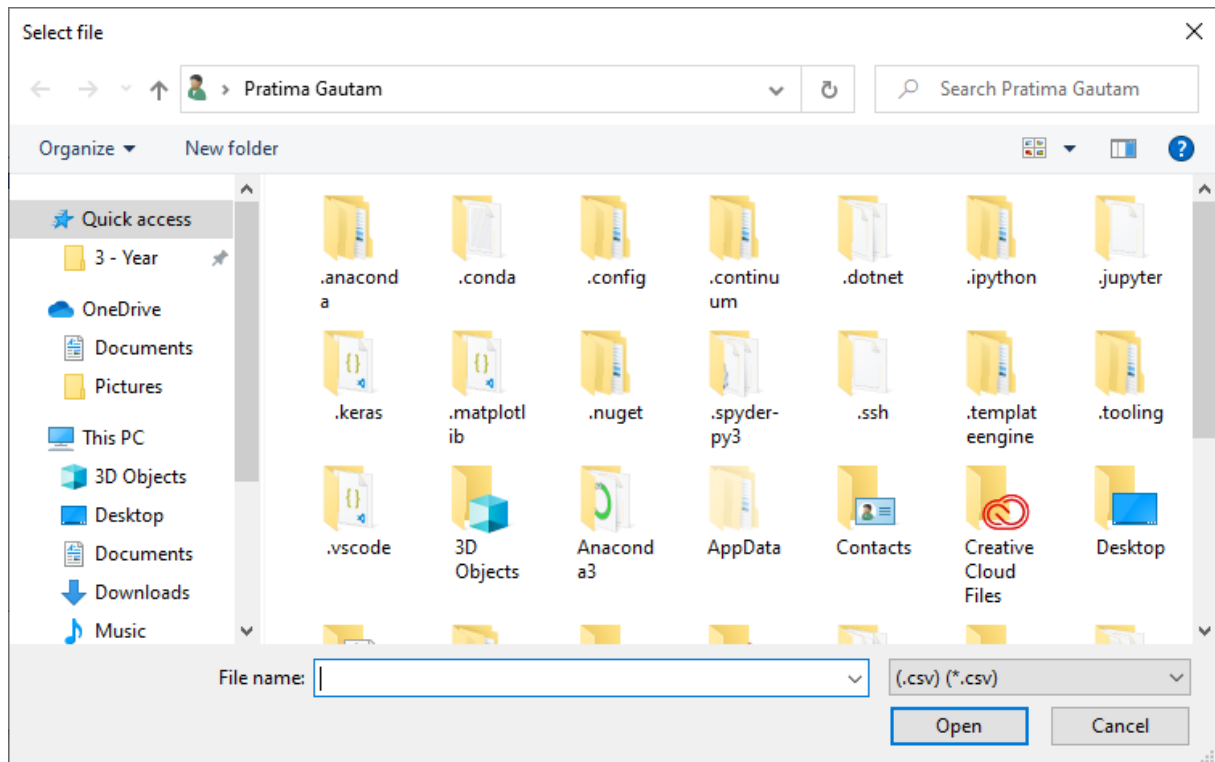 Select file
Pratima Gautam
Search Pratima Gautam
Organize
New folder
Quick access
3 - Year
OneDrive
Documents
Pictures
This PC
3D Objects
Desktop
Documents
Downloads
Music
.anacond
a
.conda
.config
.continu
um
.dotnet
.ipython
.jupyter
.keras
.matplotl
ib
.nuget
.spyder-
py3
.ssh
.templat
eengine
.tooling
.vscode
3D
Objects
Anacond
a3
AppData
Contacts
Creative
Cloud
Files
Desktop
File name:
(.csv) (*.csv)
Open
Cancel